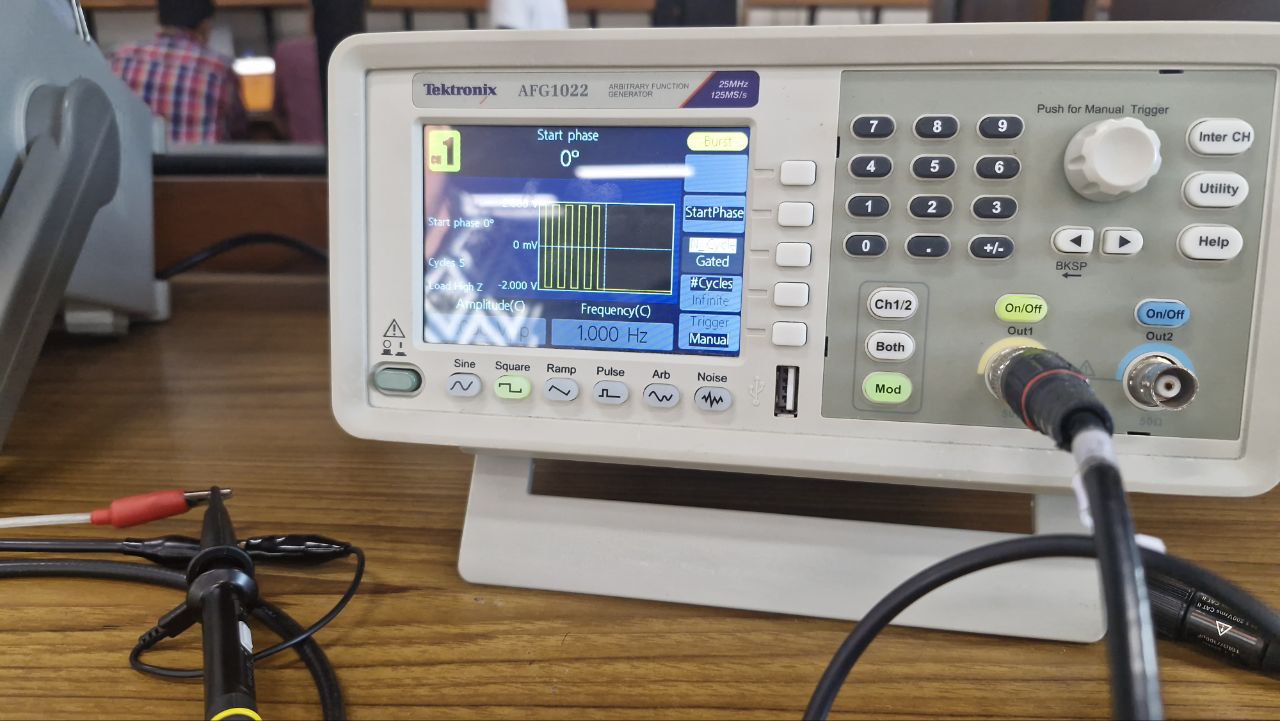 Tektronix AFG1022 ARBITRARY FUNCTION GENERATOR 25MHz 125MS/s
CH 1
Start phase
0°
Burst
StartPhase
N_Cycle
Gated
#Cycles
Infinite
Trigger
Manual
Start phase 0°
0 mV
Cycles 5
Load High Z
-2.000 V
Amplitude(C)
Frequency(C)
1.000 Hz
Sine
Square
Ramp
Pulse
Arb
Noise
7 8 9
4 5 6
1 2 3
0 . +/-
Push for Manual Trigger
Inter CH
Utility
Help
BKSP
Ch1/2
Both
Mod
On/Off
Out1
On/Off
Out2
50Ω